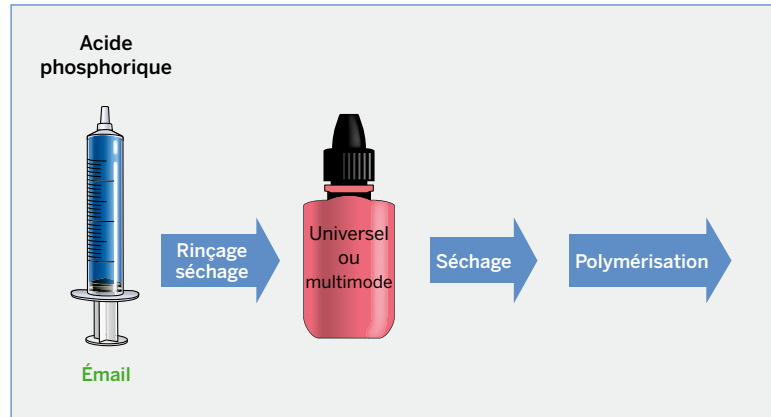 Acide
phosphorique
Émail
Rinçage
séchage
Universel
ou
multimode
Séchage
Polymérisation